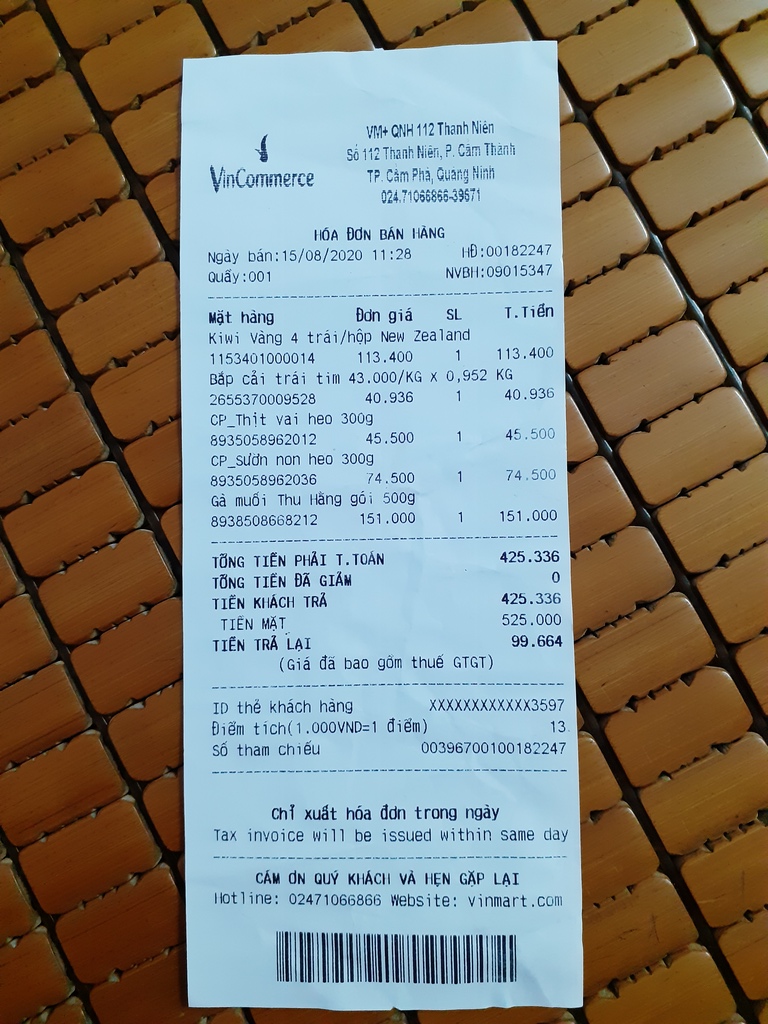 VinCommerce
VM+ QNH 112 Thanh Niên
Số 112 Thanh Niên, P. Cẩm Thành
TP. Cẩm Phả, Quảng Ninh
024.71066866-39671
HÓA ĐƠN BÁN HÀNG
Ngày bán:15/08/2020 11:28 HĐ:00182247
Quầy:001 NVBH:09015347
Mặt hàng Đơn giá SL T.Tiền
Kiwi Vàng 4 trái/hộp New Zealand
1153401000014 113.400 1 113.400
Bắp cải trái tim 43.000/KG X 0,952 KG
2655370009528 40.936 1 40.936
CP_Thịt vai heo 300g
8935058962012 45.500 1 45.500
CP_Sườn non heo 300g
8935058962036 74.500 1 74.500
Gà muối Thu Hằng gói 500g
8938508668212 151.000 1 151.000
TỔNG TIỀN PHẢI T.TOÁN 425.336
TỔNG TIỀN ĐÃ GIẢM 0
TIỀN KHÁCH TRẢ 425.336
TIỀN MẶT 525.000
TIỀN TRẢ LẠI 99.664
(Giá đã bao gồm thuế GTGT)
ID thẻ khách hàng XXXXXXXXXXXX3597
Điểm tích(1.000VND=1 điểm) 13
Số tham chiếu 00396700100182247
Chỉ xuất hóa đơn trong ngày
Tax invoice will be issued within same day
CẢM ƠN QUÝ KHÁCH VÀ HẸN GẶP LẠI
Hotline: 02471066866 Website: vinmart.com